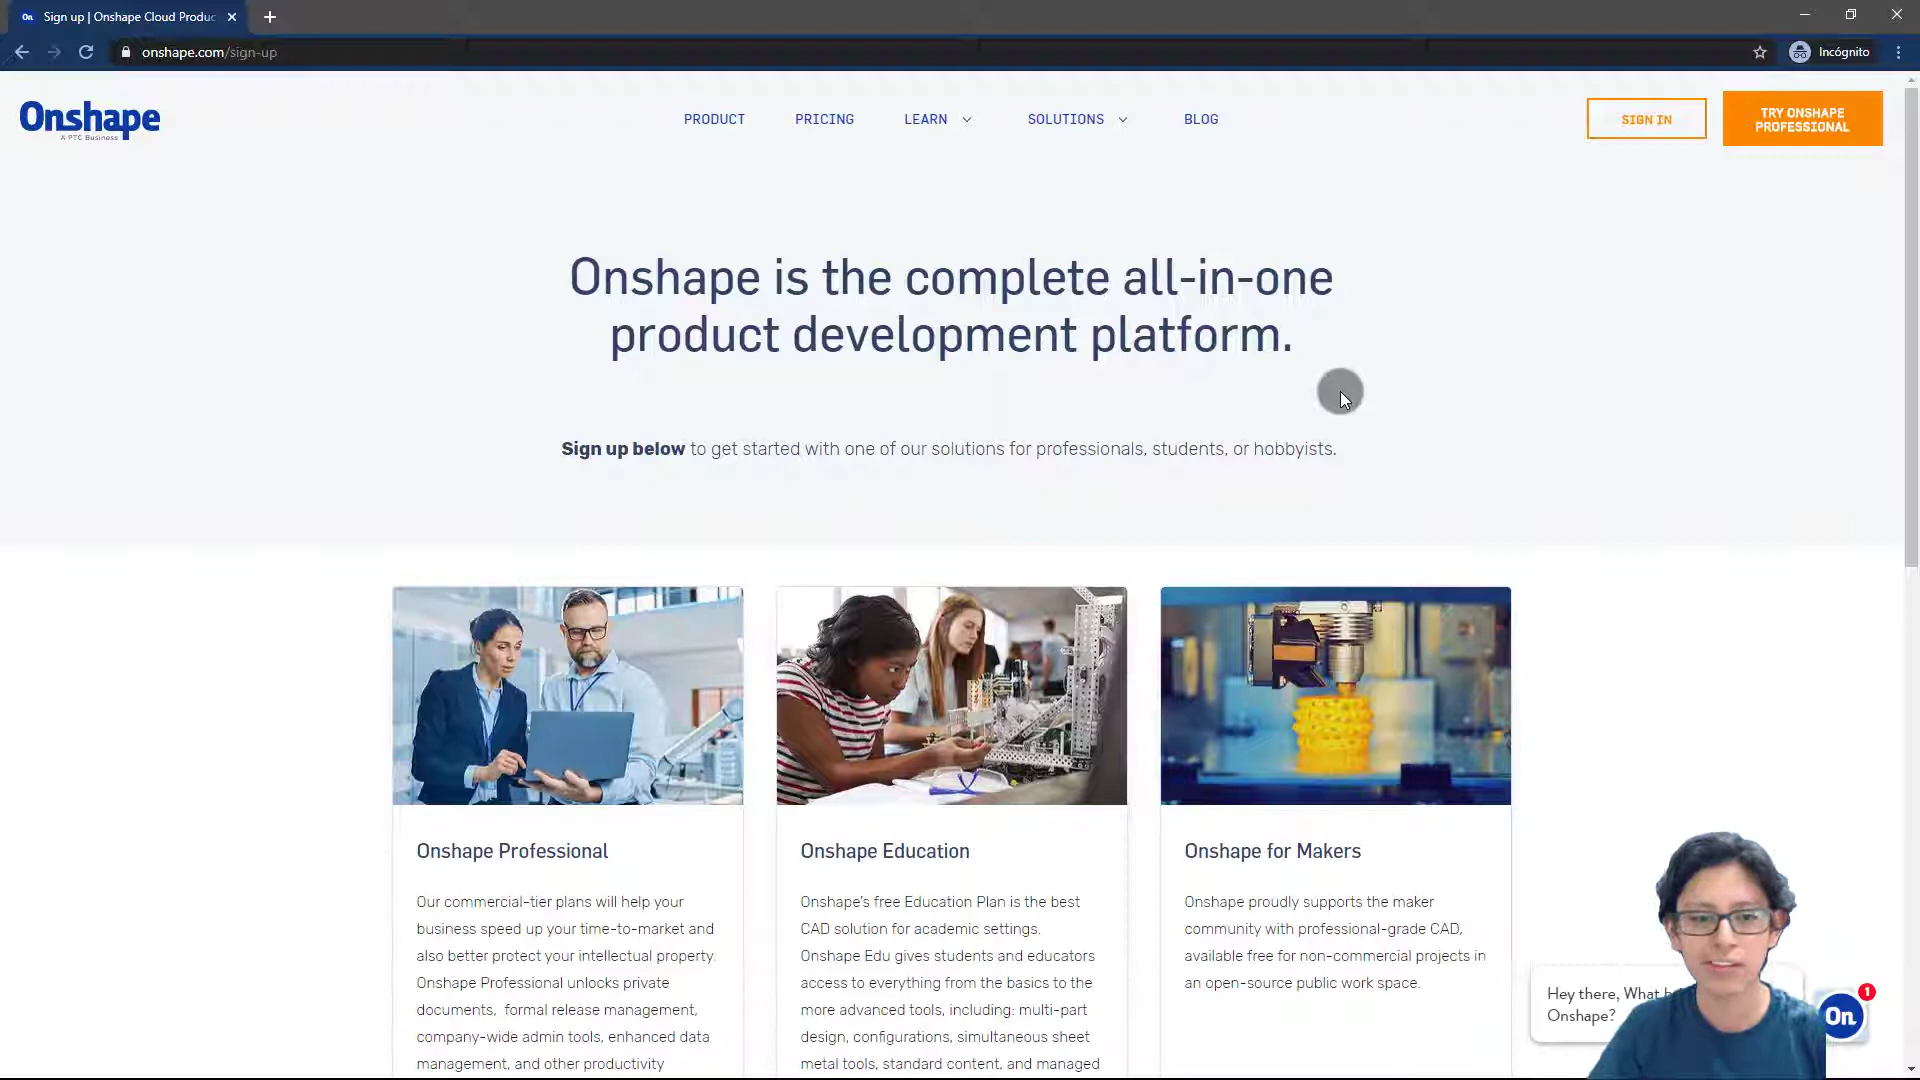 Sign up | Onshape Cloud Produc
onshape.com/sign-up
Incógnito
Onshape
A PTC Business
PRODUCT
PRICING
LEARN
SOLUTIONS
BLOG
SIGN IN
TRY ONSHAPE
PROFESSIONAL
Onshape is the complete all-in-one
product development platform.
Sign up below to get started with one of our solutions for professionals, students, or hobbyists.
Onshape Professional
Our commercial-tier plans will help your
business speed up your time-to-market and
also better protect your intellectual property.
Onshape Professional unlocks private
documents, formal release management,
company-wide admin tools, enhanced data
management, and other productivity
Onshape Education
Onshape's free Education Plan is the best
CAD solution for academic settings.
Onshape Edu gives students and educators
access to everything from the basics to the
more advanced tools, including: multi-part
design, configurations, simultaneous sheet
metal tools, standard content, and managed
Onshape for Makers
Onshape proudly supports the maker
community with professional-grade CAD,
available free for non-commercial projects in
an open-source public work space.
Hey there, What b
Onshape?
On
1